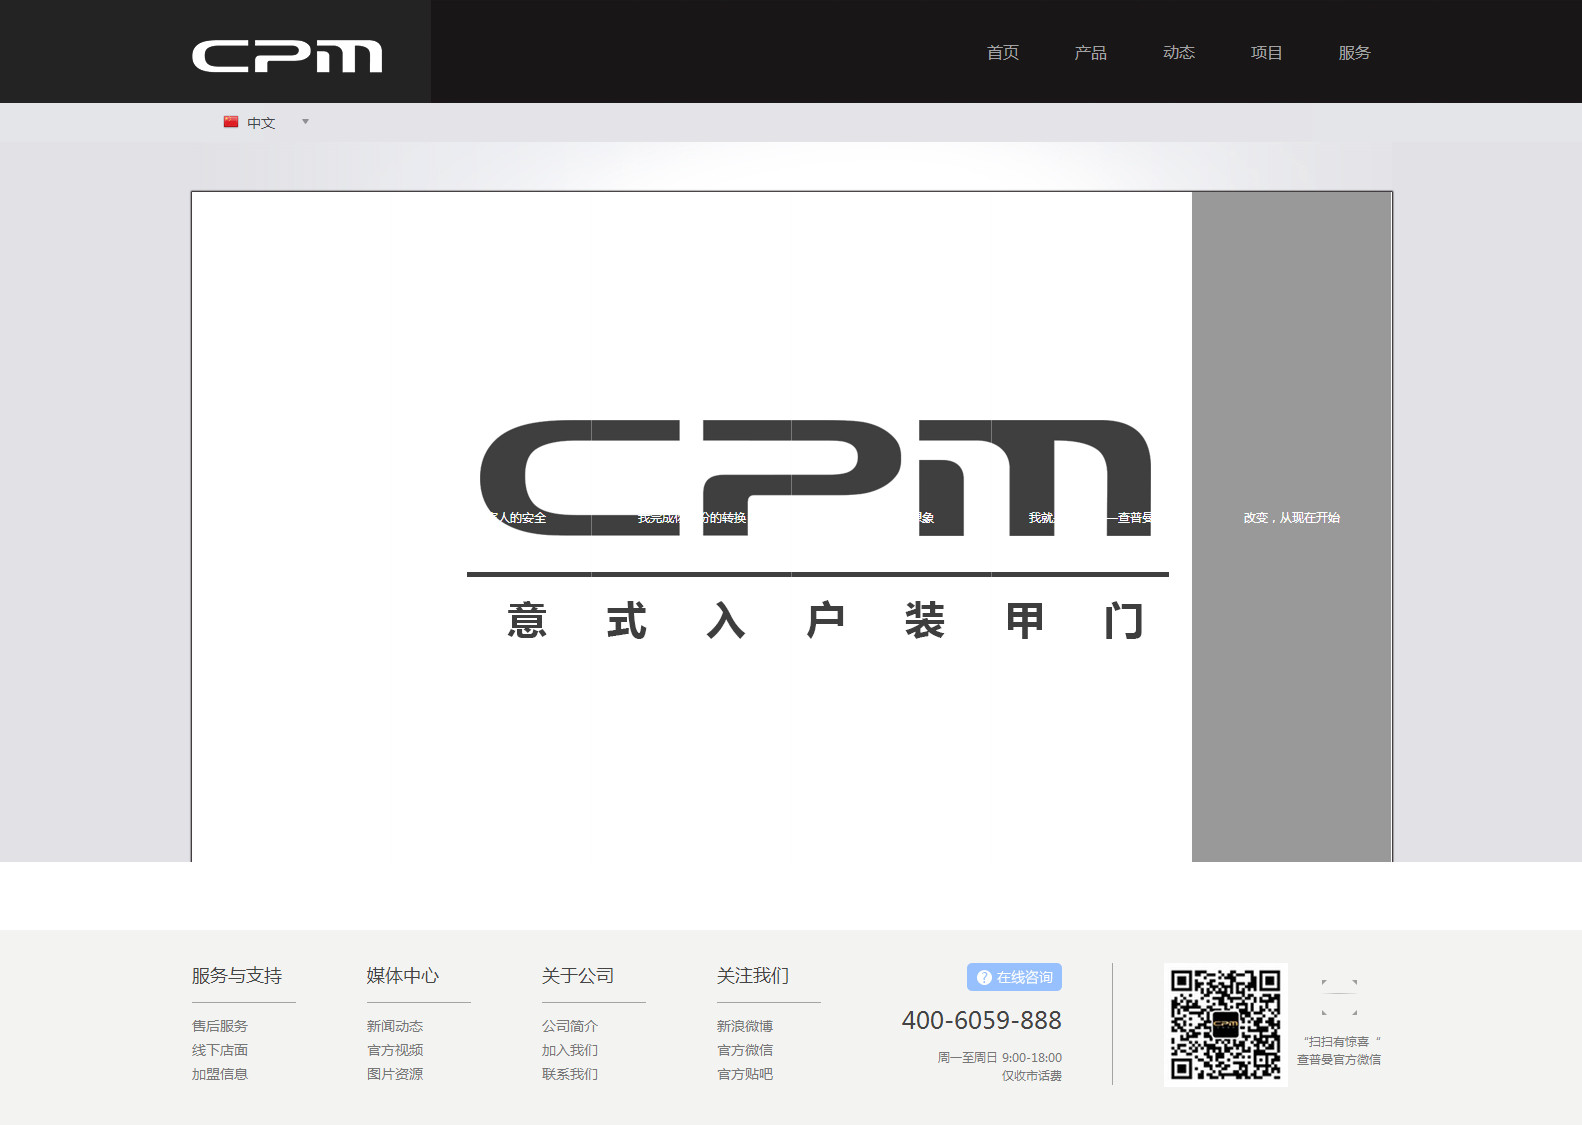 CPM
首页 产品 动态 项目 服务
中文
CPM
人的安全
我完成 分的转换
象
我就 查普曼
改变，从现在开始
意式入户装甲门
服务与支持
售后服务
线下店面
加盟信息
媒体中心
新闻动态
官方视频
图片资源
关于公司
公司简介
加入我们
联系我们
关注我们
新浪微博
官方微信
官方贴吧
? 在线咨询
400-6059-888
周一至周日 9:00-18:00
仅收市话费
CPM
“扫扫有惊喜“
查普曼官方微信